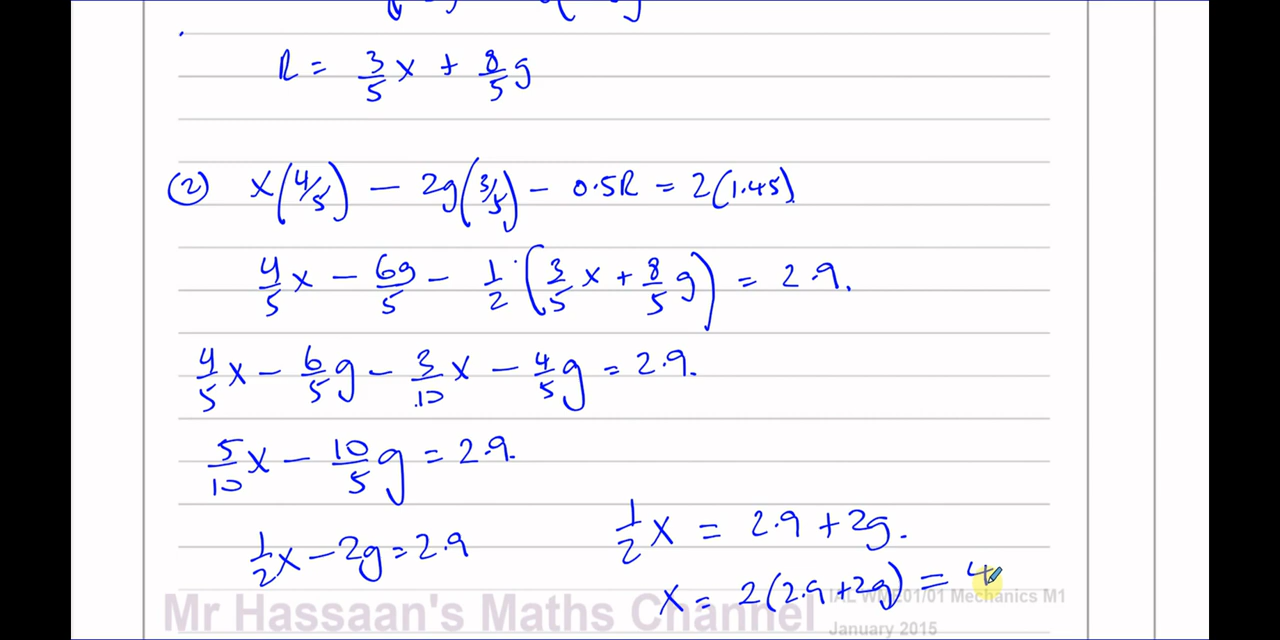 R = 3/5 x + 8/5 g
(2) x(4/5) - 2g(3/5) - 0.5R = 2(1.45)
4/5 x - 6g/5 - 1/2 (3/5 x + 8/5 g) = 2.9.
4/5 x - 6/5 g - 3/10 x - 4/5 g = 2.9.
5/10 x - 10/5 g = 2.9.
1/2 x - 2g = 2.9
1/2 x = 2.9 + 2g.
x = 2(2.9 + 2g) = 4
Mr Hassaan's Maths Channel
IAL WME01/01 Mechanics M1
January 2015